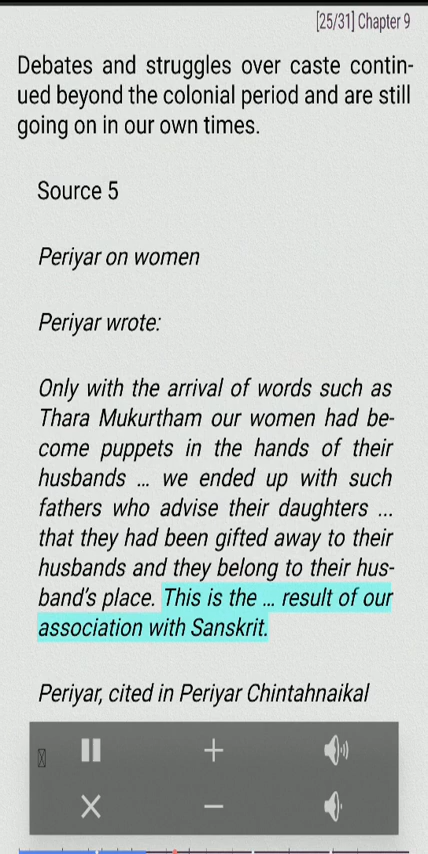 [25/31] Chapter 9
Debates and struggles over caste contin-
ued beyond the colonial period and are still
going on in our own times.
Source 5
Periyar on women
Periyar wrote:
Only with the arrival of words such as
Thara Mukurtham our women had be-
come puppets in the hands of their
husbands ... we ended up with such
fathers who advise their daughters ...
that they had been gifted away to their
husbands and they belong to their hus-
band's place. This is the ... result of our
association with Sanskrit.
Periyar, cited in Periyar Chintahnaikal